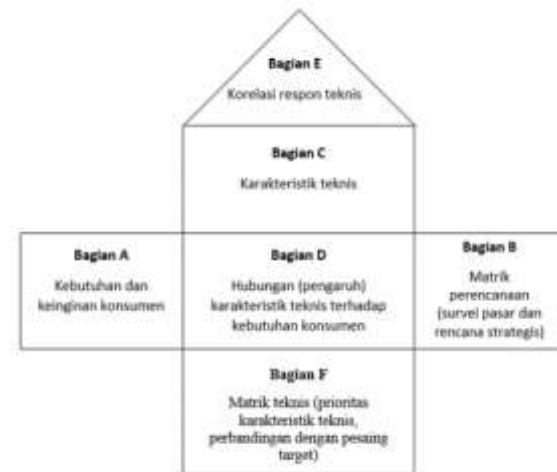 Bagian E
Korelasi respon teknis
Bagian C
Karakteristik teknis
Bagian A
Kebutuhan dan
keinginan konsumen
Bagian D
Hubungan (pengaruh)
karakteristik teknis terhadap
kebutuhan konsumen
Bagian B
Matrik
perencanaan
(survei pasar dan
rencana strategis)
Bagian F
Matrik teknis (prioritas
karakteristik teknis,
perbandingan dengan pesaing
target)